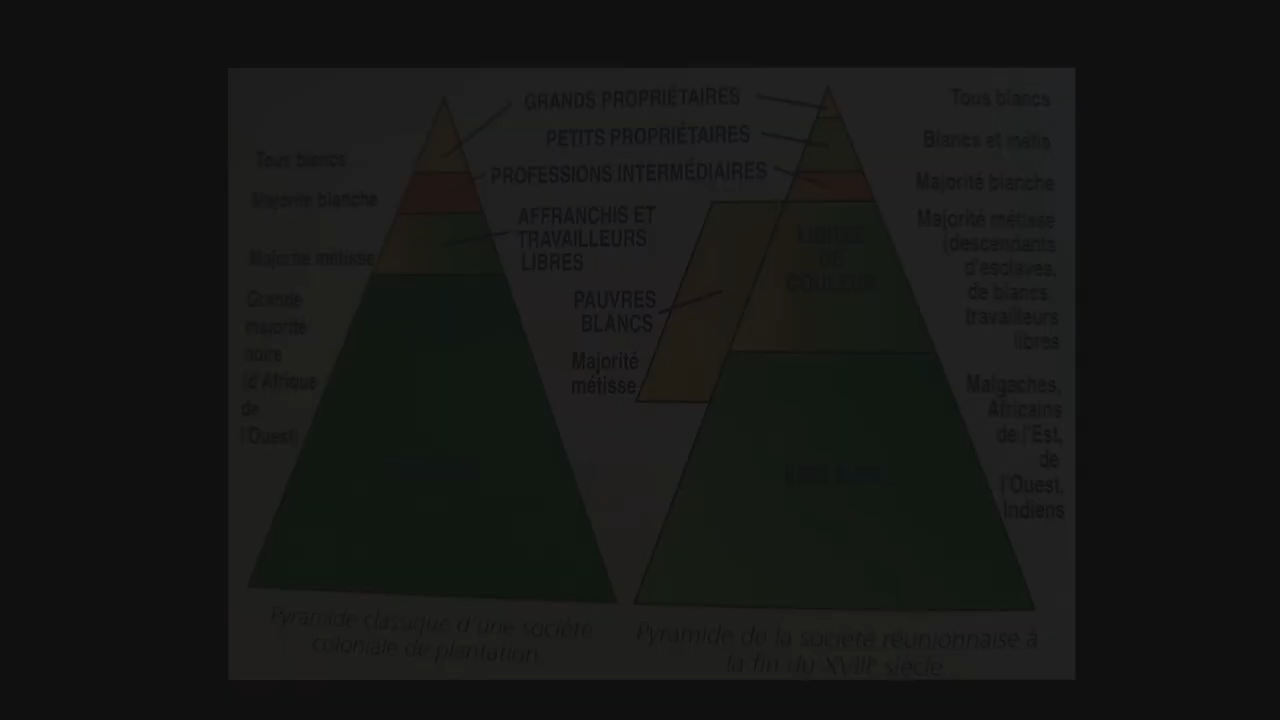 GRANDS PROPRIÉTAIRES
PETITS PROPRIÉTAIRES
PROFESSIONS INTERMÉDIAIRES
AFFRANCHIS ET
TRAVAILLEURS
LIBRES
PAUVRES
BLANCS
Majorité
métisse
Tous blancs
Majorité blanche
Majorité métisse
Grande
majorité
noire
(d'Afrique
de
l'Ouest)
LIBRES
DE
COULEUR
Tous blancs
Blancs et métis
Majorité blanche
Majorité métisse
(descendants
d'esclaves,
de blancs,
travailleurs
libres
Malgaches,
Africains
de l'Est,
de
l'Ouest,
Indiens
Pyramide classique d'une société
coloniale de plantation
Pyramide de la société réunionnaise à
la fin du XVIIIe siècle